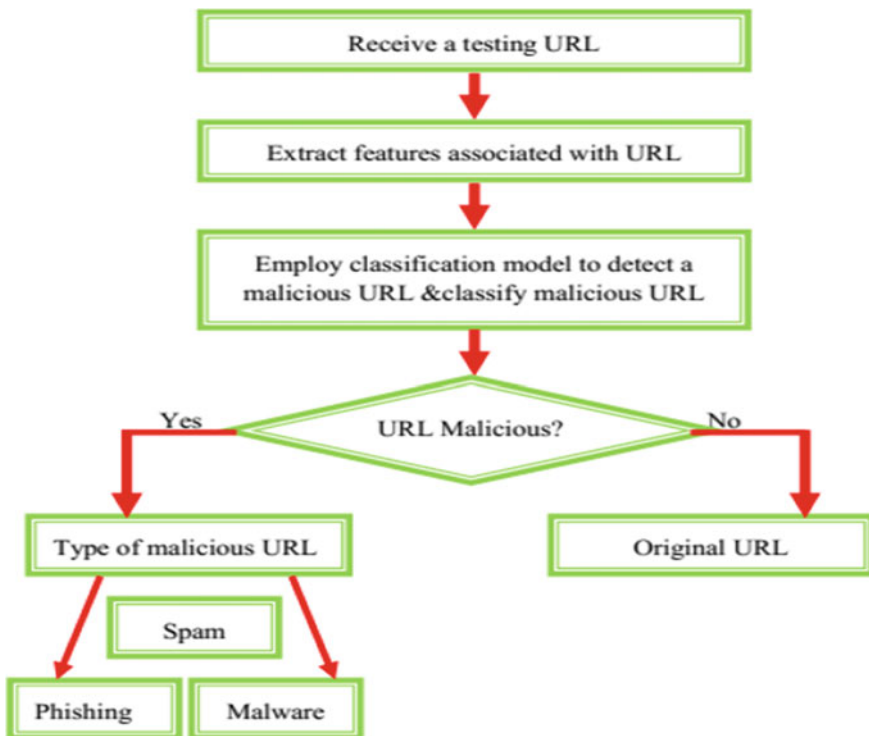 Receive a testing URL
Extract features associated with URL
Employ classification model to detect a
malicious URL &classify malicious URL
Yes
URL Malicious?
No
Type of malicious URL
Original URL
Spam
Phishing
Malware